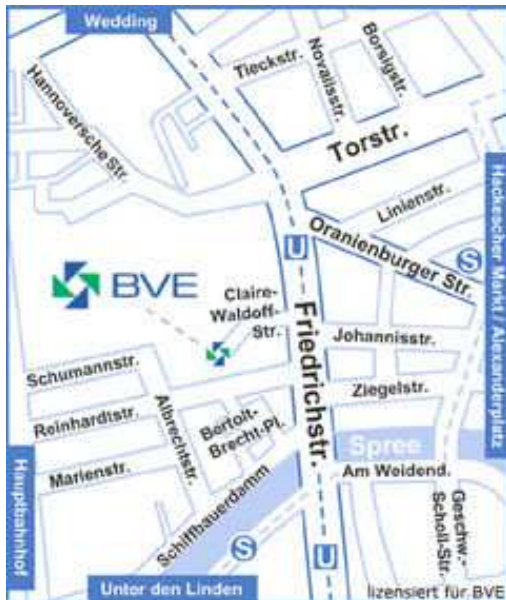 Wedding
Tieckstr.
Novalisstr.
Borsigstr.
Hannoversche Str.
Torstr.
Linienstr.
Oranienburger Str.
Hackescher Markt / Alexanderplatz
U
S
BVE
Claire-
Waldoff-
Str.
Friedrichstr.
Johannisstr.
Schumannstr.
Ziegelstr.
Reinhardtstr.
Albrechtstr.
Bertolt-
Brecht-Pl.
Spree
Marienstr.
Am Weidend.
Schiffbauerdamm
Geschw.-
Scholl-Str.
Hauptbahnhof
S
U
Unter den Linden
lizensiert für BVE